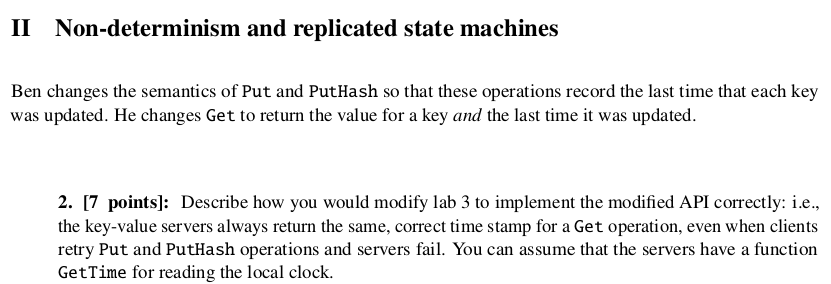 II Non-determinism and replicated state machines
Ben changes the semantics of Put and PutHash so that these operations record the last time that each key
was updated. He changes Get to return the value for a key and the last time it was updated.
2. [7 points]: Describe how you would modify lab 3 to implement the modified API correctly: i.e.,
the key-value servers always return the same, correct time stamp for a Get operation, even when clients
retry Put and PutHash operations and servers fail. You can assume that the servers have a function
GetTime for reading the local clock.